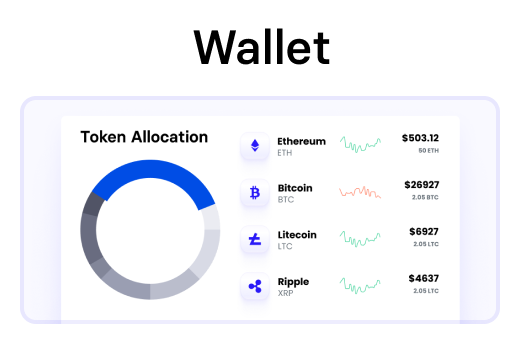 Wallet
Token Allocation
Ethereum
ETH
$503.12
50 ETH
Bitcoin
BTC
$26927
2.05 BTC
Litecoin
LTC
$6927
2.05 LTC
Ripple
XRP
$4637
2.05 LTC